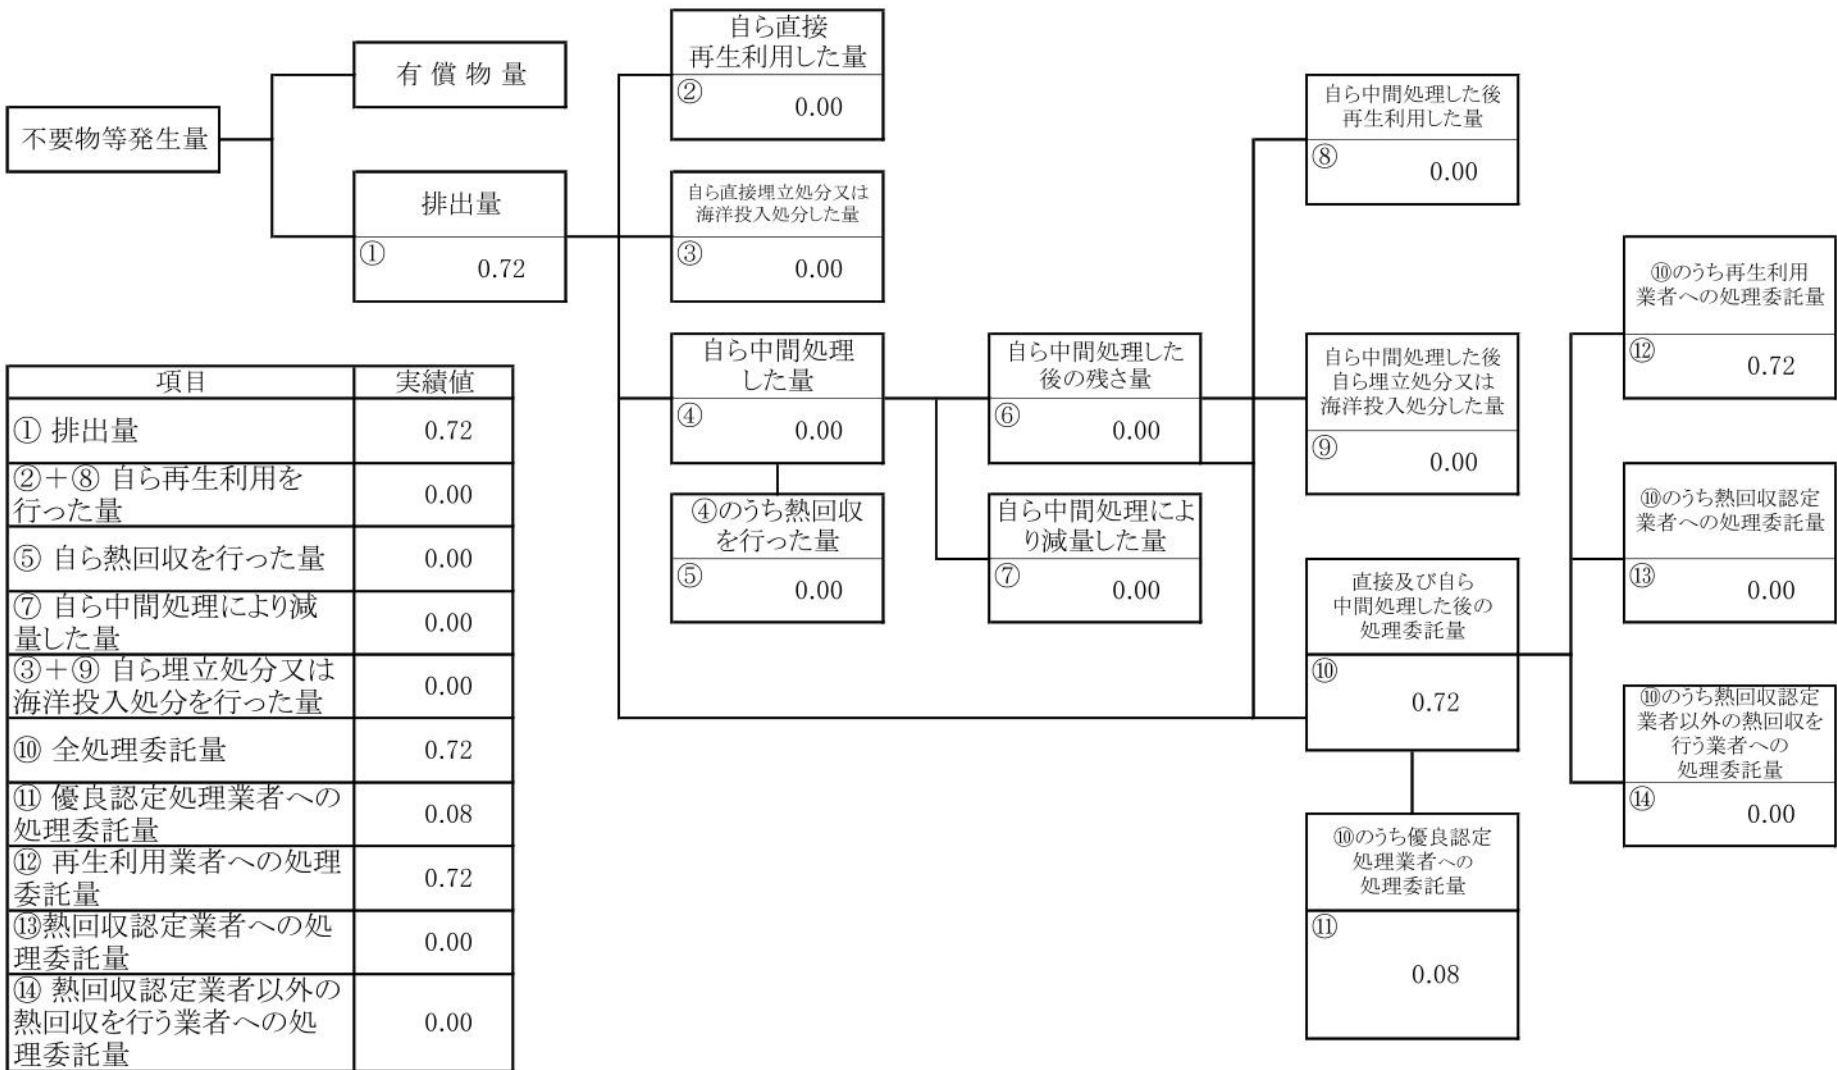 不要物等発生量
有 償 物 量
排出量
①
0.72
自ら直接
再生利用した量
②
0.00
自ら直接埋立処分又は
海洋投入処分した量
③
0.00
自ら中間処理
した量
④
0.00
④のうち熱回収
を行った量
⑤
0.00
自ら中間処理した
後の残さ量
⑥
0.00
自ら中間処理によ
り減量した量
⑦
0.00
自ら中間処理した後
再生利用した量
⑧
0.00
自ら中間処理した後
自ら埋立処分又は
海洋投入処分した量
⑨
0.00
直接及び自ら
中間処理した後の
処理委託量
⑩
0.72
⑩のうち優良認定
処理業者への
処理委託量
⑪
0.08
⑩のうち再生利用
業者への処理委託量
⑫
0.72
⑩のうち熱回収認定
業者への処理委託量
⑬
0.00
⑩のうち熱回収認定
業者以外の熱回収を
行う業者への
処理委託量
⑭
0.00
項目 実績値
① 排出量 0.72
②＋⑧ 自ら再生利用を
行った量 0.00
⑤ 自ら熱回収を行った量 0.00
⑦ 自ら中間処理により減
量した量 0.00
③＋⑨ 自ら埋立処分又は
海洋投入処分を行った量 0.00
⑩ 全処理委託量 0.72
⑪ 優良認定処理業者への
処理委託量 0.08
⑫ 再生利用業者への処理
委託量 0.72
⑬熱回収認定業者への処
理委託量 0.00
⑭ 熱回収認定業者以外の
熱回収を行う業者への処
理委託量 0.00